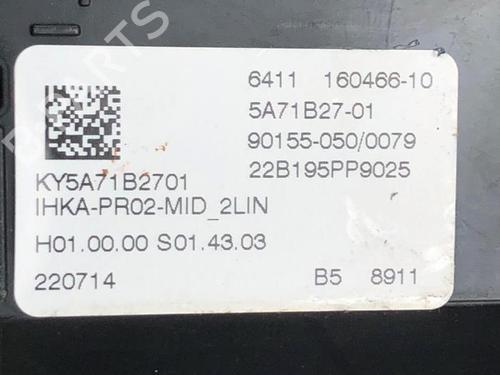 6411 160466-10
5A71B27-01
90155-050/0079
22B195PP9025
KY5A71B2701
IHKA-PR02-MID_2LIN
H01.00.00 S01.43.03
220714 B5 8911